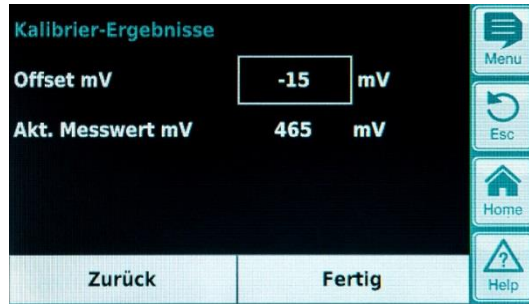 Kalibrier-Ergebnisse
Offset mV -15 mV
Akt. Messwert mV 465 mV
Zurück Fertig
Menu
Esc
Home
?
Help